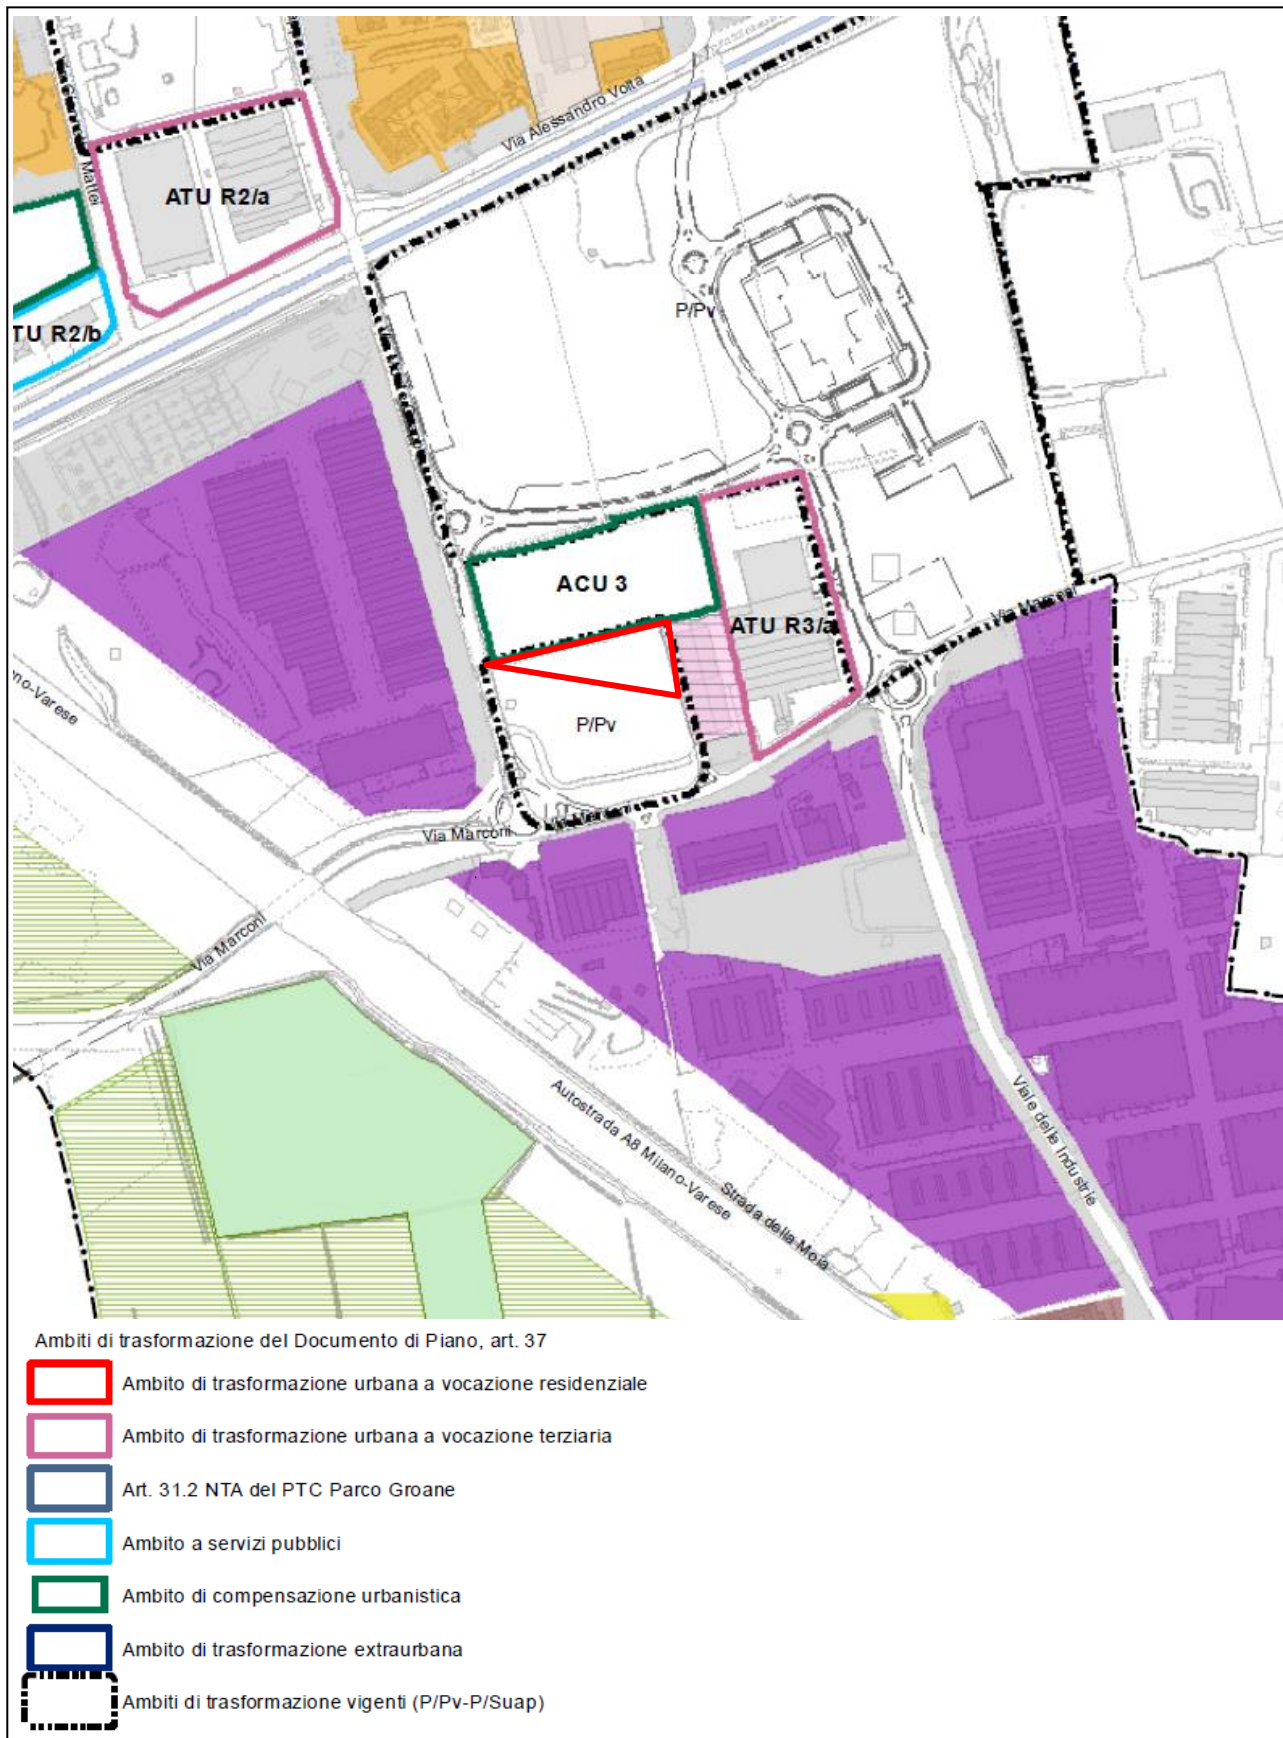 Via Alessandro Volta
Mattei
ATU R2/a
TU R2/b
P/Pv
ACU 3
ATU R3/a
Via Marconi
P/Pv
ano-Varese
Via Marconi
Via Marconi
Autostrada A8 Milano-Varese
Strada della Moia
Viale delle Industrie
Ambiti di trasformazione del Documento di Piano, art. 37
Ambito di trasformazione urbana a vocazione residenziale
Ambito di trasformazione urbana a vocazione terziaria
Art. 31.2 NTA del PTC Parco Groane
Ambito a servizi pubblici
Ambito di compensazione urbanistica
Ambito di trasformazione extraurbana
Ambiti di trasformazione vigenti (P/Pv-P/Suap)